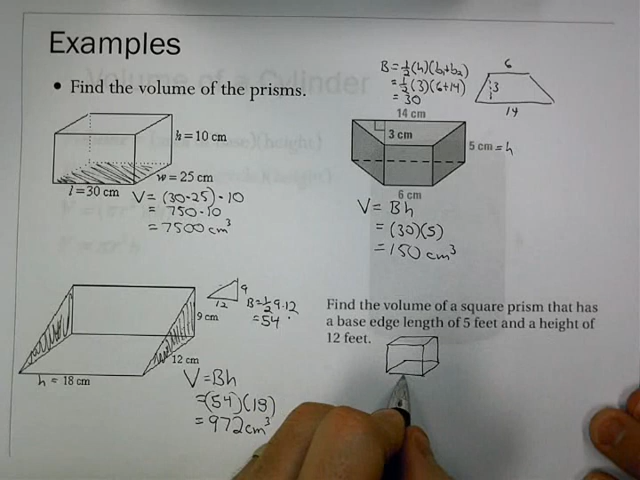 Examples
• Find the volume of the prisms.
h = 10 cm
w = 25 cm
l = 30 cm
V = (30·25)·10
= 750·10
= 7500 cm³
B = ½(h)(b₁+b₂)
= ½(3)(6+14)
= 30
6
3
14
14 cm
3 cm
5 cm = h
6 cm
V = Bh
= (30)(5)
= 150 cm³
9 cm
12 cm
h = 18 cm
9
12
B = ½ 9·12
= 54
V = Bh
= (54)(18)
= 972 cm³
Find the volume of a square prism that has
a base edge length of 5 feet and a height of
12 feet.